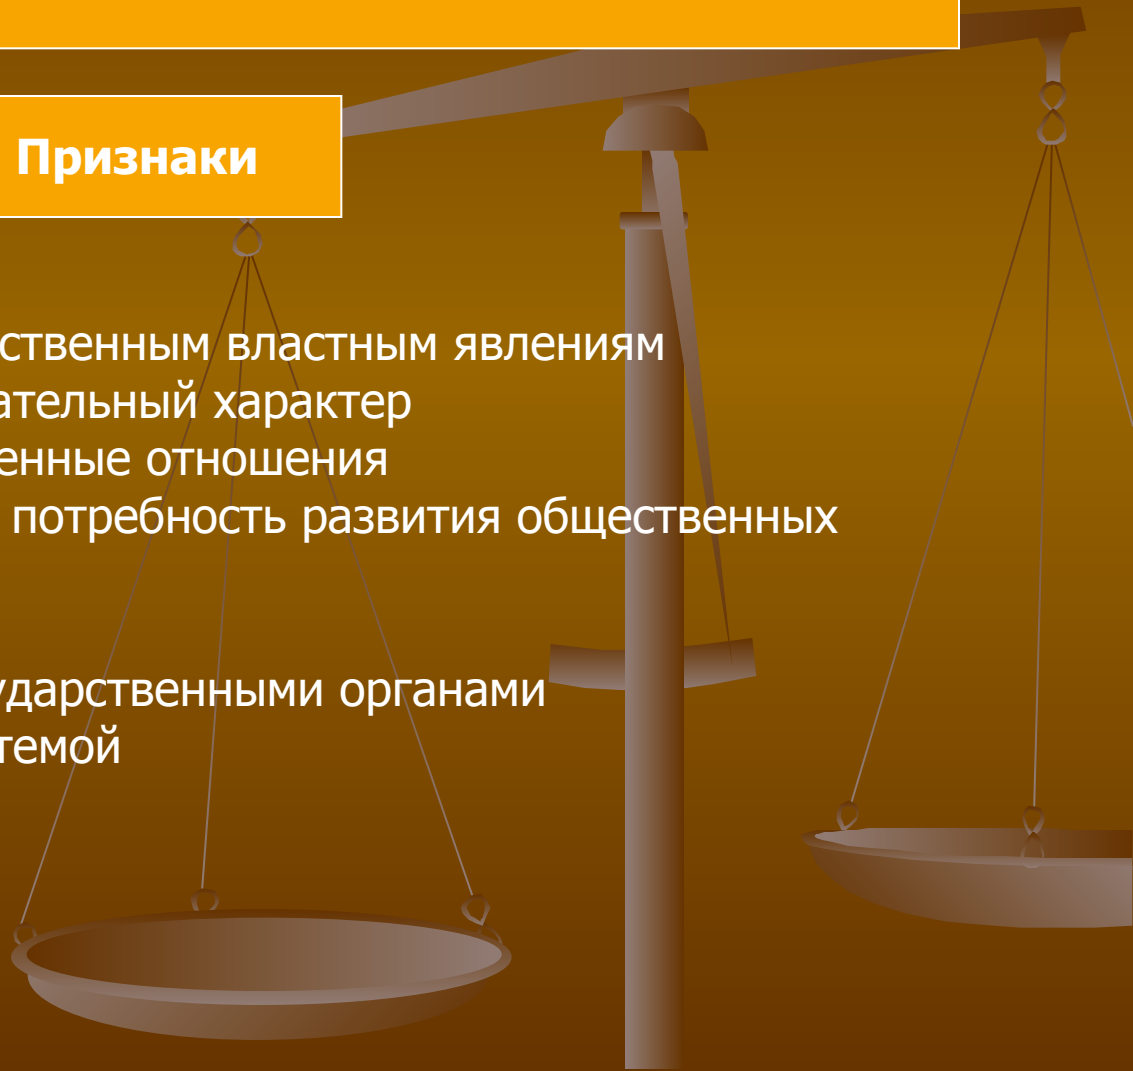 Признаки
ственным властным явлениям
ательный характер
енные отношения
потребность развития общественных
ударственными органами
темой